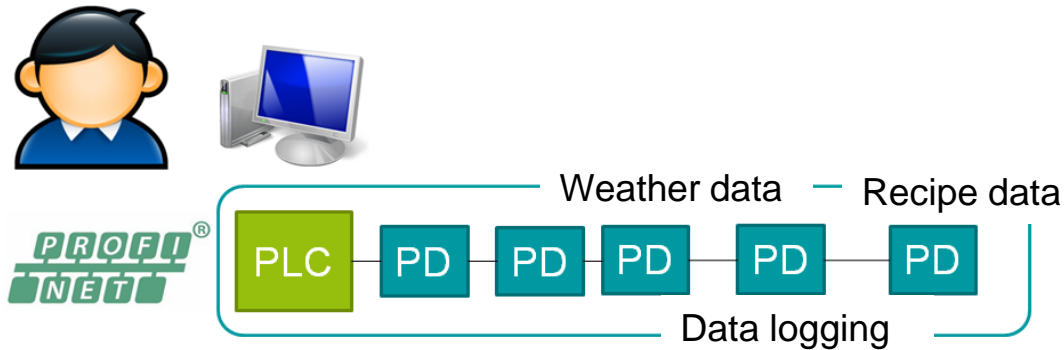 Weather data
Recipe data
PROFI®
NET
PLC PD PD PD PD PD
Data logging